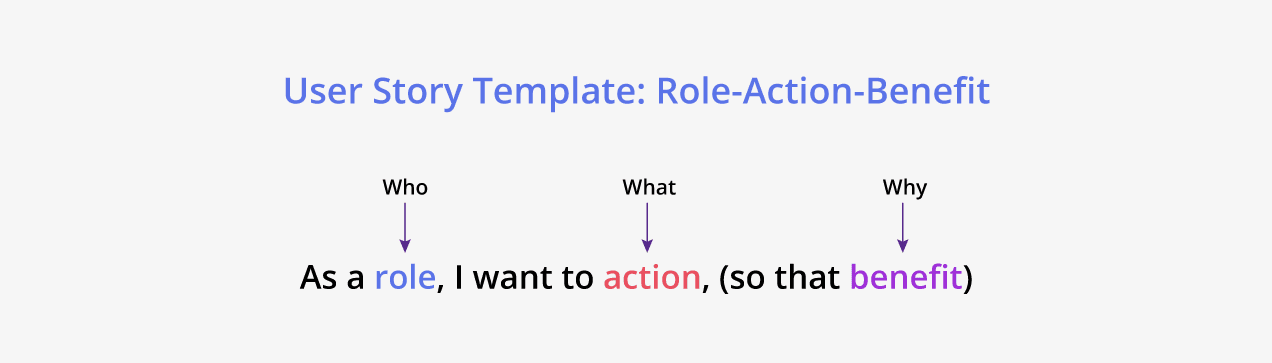 User Story Template: Role-Action-Benefit
Who What Why
As a role, I want to action, (so that benefit)